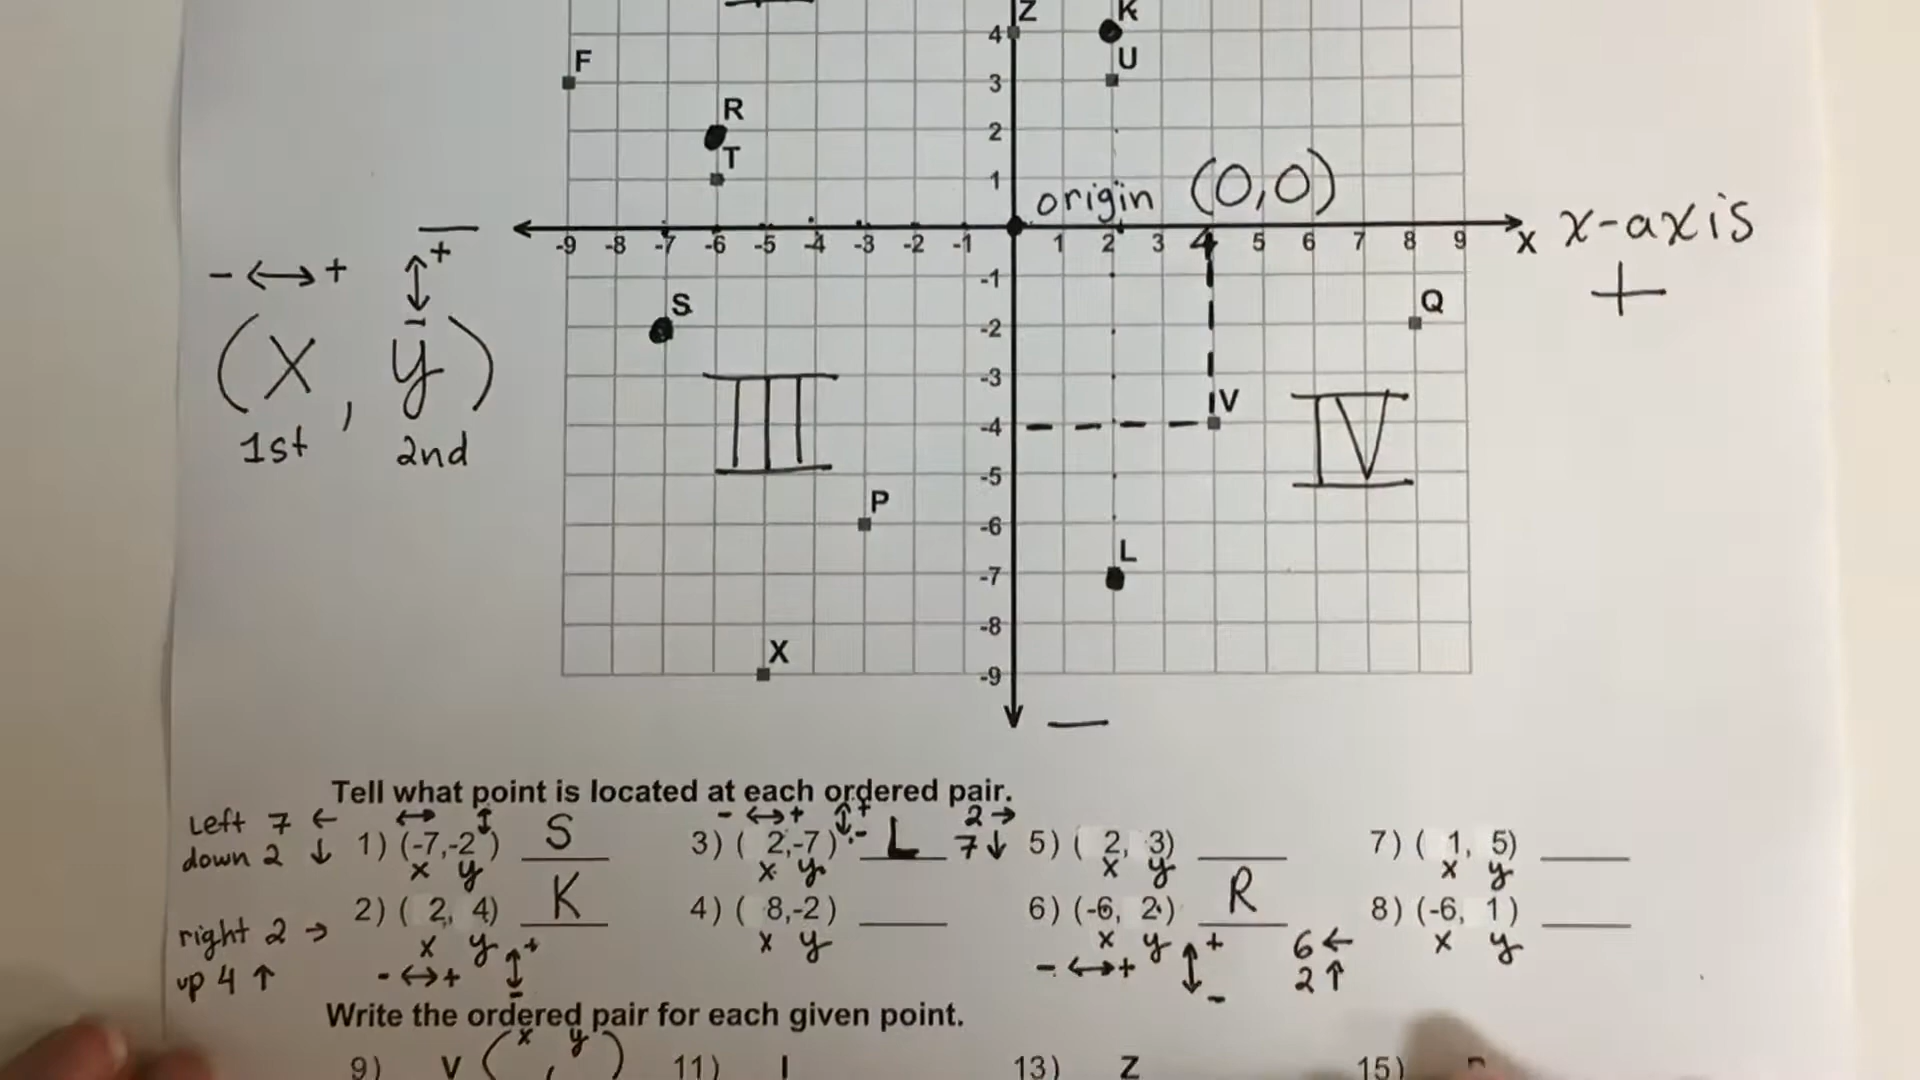 Z K
4
F U
3
R
2
T
1
origin (0,0)
-9 -8 -7 -6 -5 -4 -3 -2 -1 1 2 3 4 5 6 7 8 9 x x-axis
+
- ↔ + ↕ + -
-1
S Q
-2
(x, y)
1st 2nd
-3
III V IV
-4
-5
P
-6
L
-7
-8
X
-9
Tell what point is located at each ordered pair.
Left 7 ←
down 2 ↓
1) (-7,-2) S
x y
- ↔ + ↕ + -
3) ( 2,-7) L
x y
2 →
7 ↓
5) ( 2, 3)
x y
7) ( 1, 5)
x y
right 2 →
up 4 ↑
2) ( 2, 4) K
x y
- ↔ + ↕ + -
4) ( 8,-2)
x y
6) (-6, 2) R
x y
- ↔ + ↕ + -
6 ←
2 ↑
8) (-6, 1)
x y
Write the ordered pair for each given point.
x y
9) V ( , ) 11) 13) Z 15)